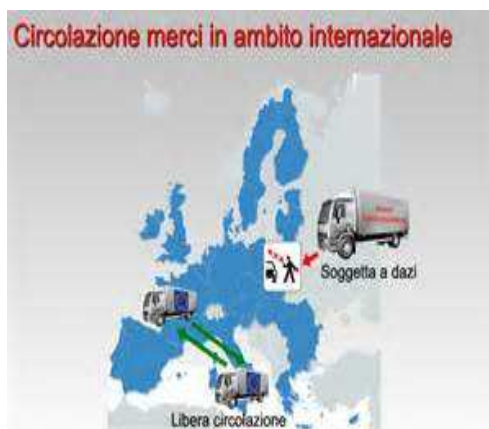 Circolazione merci in ambito internazionale
Soggetta a dazi
Libera circolazione